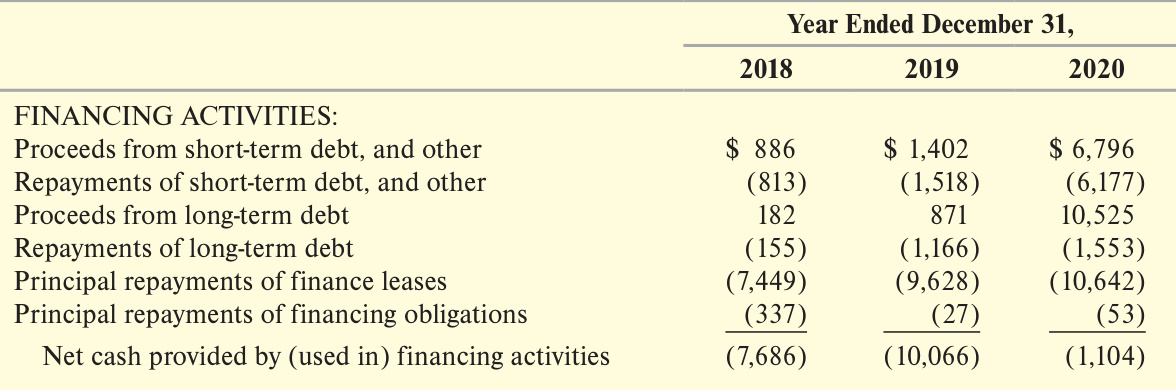 Year Ended December 31,
2018 2019 2020
FINANCING ACTIVITIES:
Proceeds from short-term debt, and other $ 886 $ 1,402 $ 6,796
Repayments of short-term debt, and other (813) (1,518) (6,177)
Proceeds from long-term debt 182 871 10,525
Repayments of long-term debt (155) (1,166) (1,553)
Principal repayments of finance leases (7,449) (9,628) (10,642)
Principal repayments of financing obligations (337) (27) (53)
Net cash provided by (used in) financing activities (7,686) (10,066) (1,104)